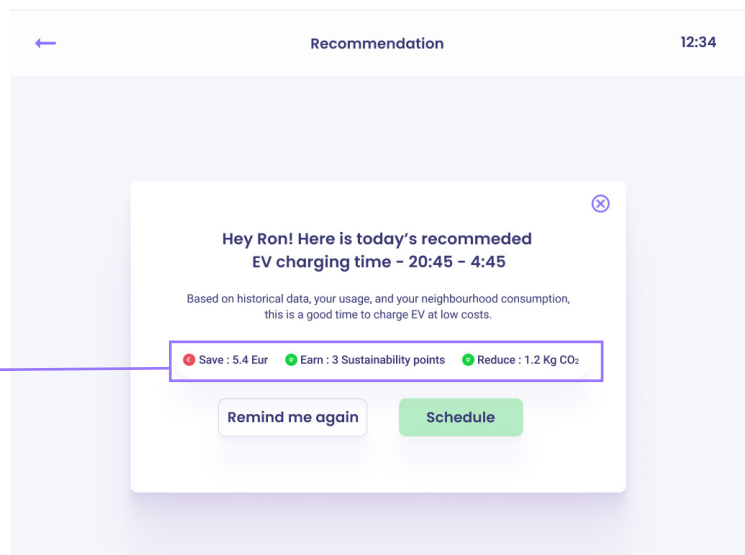 Recommendation
12:34
Hey Ron! Here is today’s recommeded
EV charging time - 20:45 - 4:45
Based on historical data, your usage, and your neighbourhood consumption,
this is a good time to charge EV at low costs.
Save : 5.4 Eur Earn : 3 Sustainability points Reduce : 1.2 Kg CO₂
Remind me again
Schedule